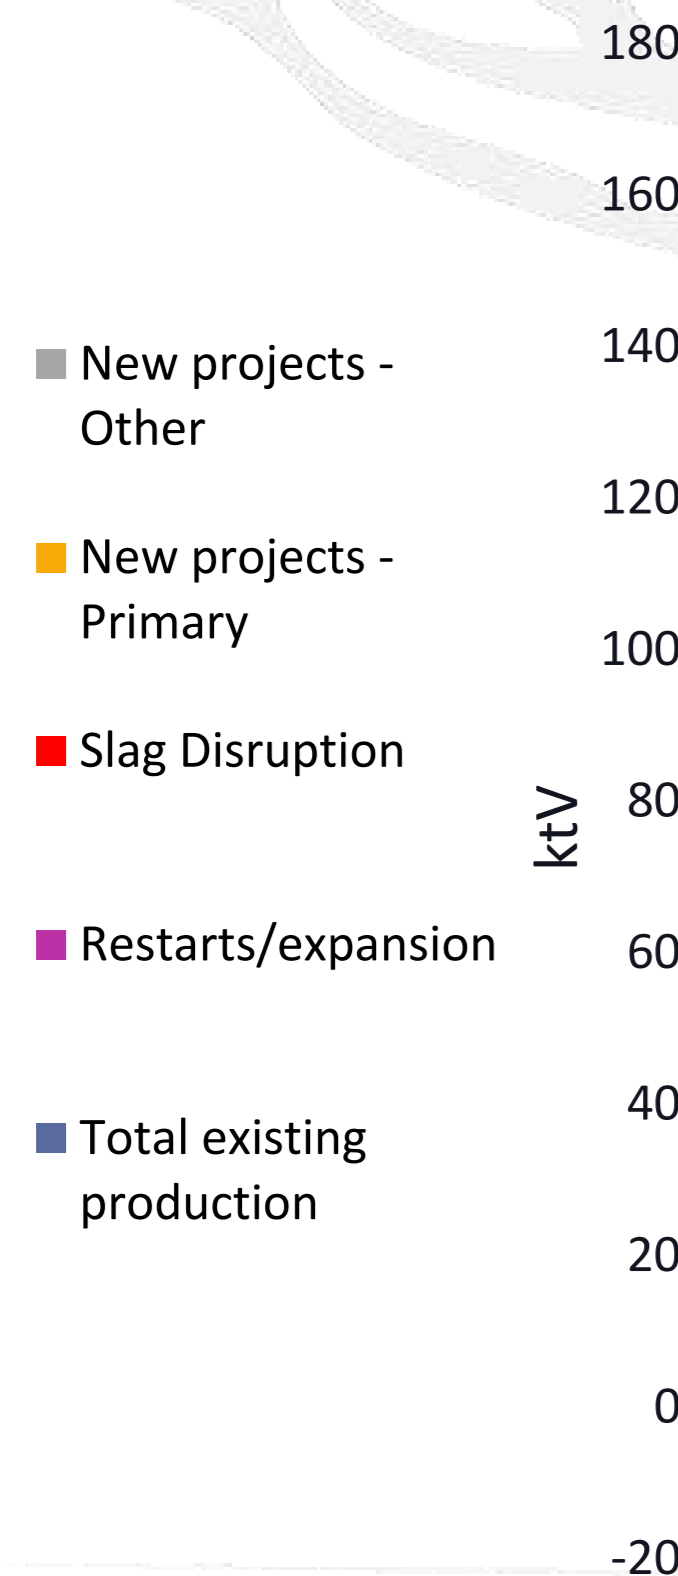 New projects -
Other
New projects -
Primary
Slag Disruption
Restarts/expansion
Total existing
production
ktV
180
160
140
120
100
80
60
40
20
0
-20